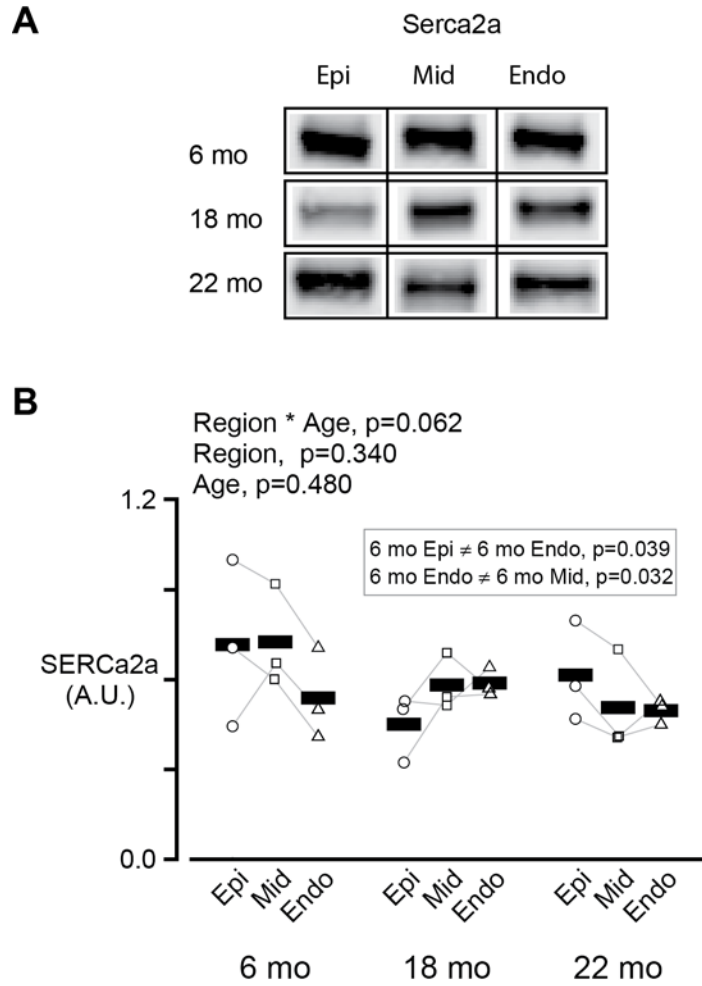 A
Serca2a
Epi Mid Endo
6 mo
18 mo
22 mo
B
Region * Age, p=0.062
Region, p=0.340
Age, p=0.480
1.2
6 mo Epi ≠ 6 mo Endo, p=0.039
6 mo Endo ≠ 6 mo Mid, p=0.032
SERCa2a
(A.U.)
0.0
Epi Mid Endo Epi Mid Endo Epi Mid Endo
6 mo 18 mo 22 mo